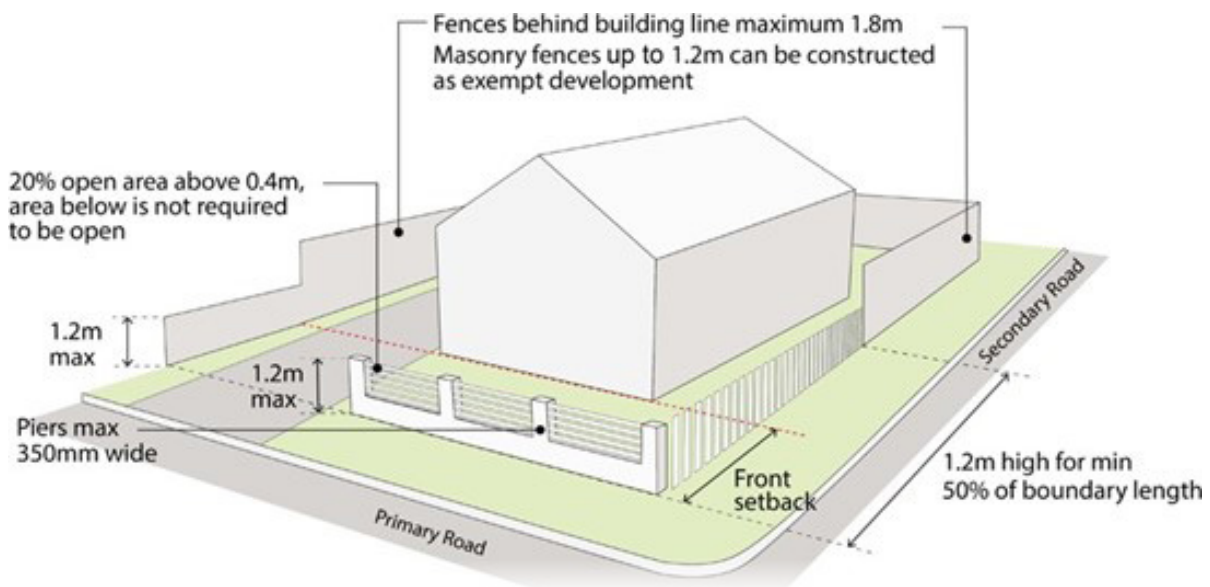 Fences behind building line maximum 1.8m
Masonry fences up to 1.2m can be constructed
as exempt development
20% open area above 0.4m,
area below is not required
to be open
1.2m
max
1.2m
max
Piers max
350mm wide
Primary Road
Front
setback
Secondary Road
1.2m high for min
50% of boundary length